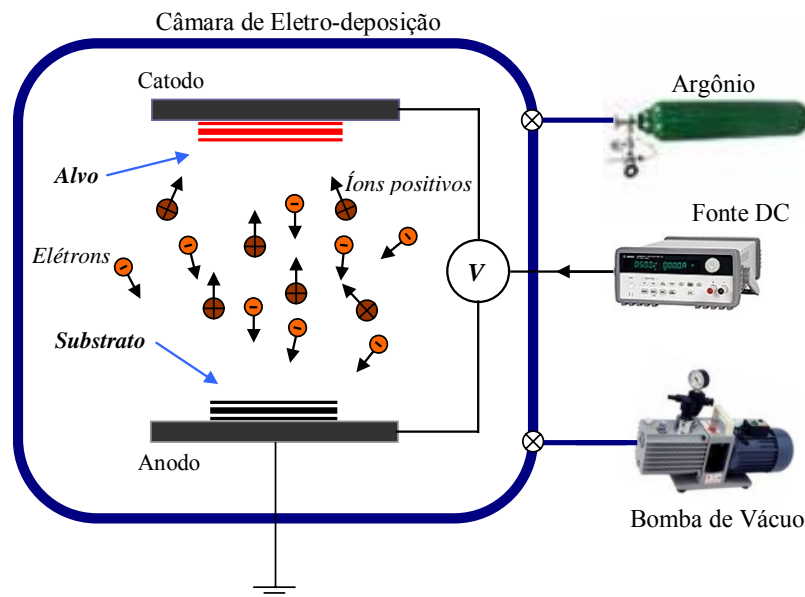 Câmara de Eletro-deposição
Catodo
Argônio
Alvo
Íons positivos
Elétrons
Fonte DC
V
Substrato
Anodo
Bomba de Vácuo